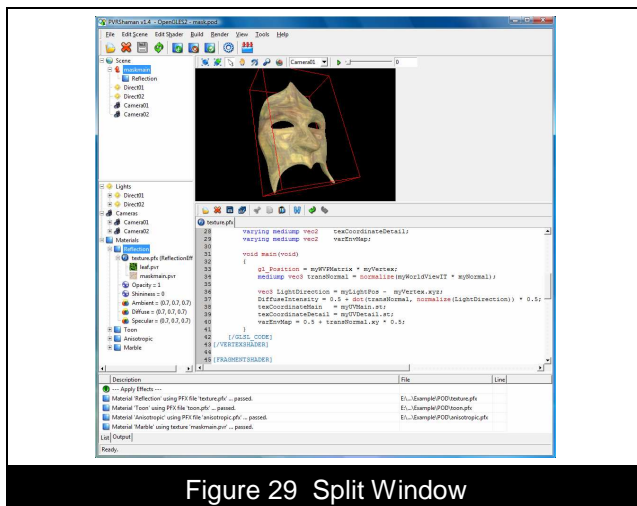 PVRShaman v1.4 - OpenGLES2 - mask.pod
File Edit Scene Edit Shader Build Render View Tools Help
Scene
maskmain
Reflection
Direct01
Direct02
Camera01
Camera02
Camera01
0
Lights
Direct01
Direct02
Cameras
Camera01
Camera02
Materials
Reflection
texture.pfx (ReflectionEff
leaf.pvr
maskmain.pvr
Opacity = 1
Shininess = 0
Ambient = (0.7, 0.7, 0.7)
Diffuse = (0.7, 0.7, 0.7)
Specular = (0.7, 0.7, 0.7)
Toon
Anisotropic
Marble
texture.pfx
28 varying mediump vec2 texCoordinateDetail;
29 varying mediump vec2 varEnvMap;
30
31 void main(void)
32 {
33 gl_Position = myWVPMatrix * myVertex;
34 mediump vec3 transNormal = normalize(myWorldViewIT * myNormal);
35
36 vec3 LightDirection = myLightPos - myVertex.xyz;
37 DiffuseIntensity = 0.5 + dot(transNormal, normalize(LightDirection)) * 0.5;
38 texCoordinateMain = myUVMain.st;
39 texCoordinateDetail = myUVDetail.st;
40 varEnvMap = 0.5 + transNormal.xy * 0.5;
41 }
42 [/GLSL_CODE]
43 [/VERTEXSHADER]
44
45 [FRAGMENTSHADER]
Description File Line
--- Apply Effects ---
Material 'Reflection' using PFX file 'texture.pfx' ... passed. E:\...\Example\POD\texture.pfx
Material 'Toon' using PFX file 'toon.pfx' ... passed. E:\...\Example\POD\toon.pfx
Material 'Anisotropic' using PFX file 'anisotropic.pfx' ... passed. E:\...\Example\POD\anisotropic.pfx
Material 'Marble' using texture 'maskmain.pvr' ... passed.
List Output
Ready.
Figure 29 Split Window